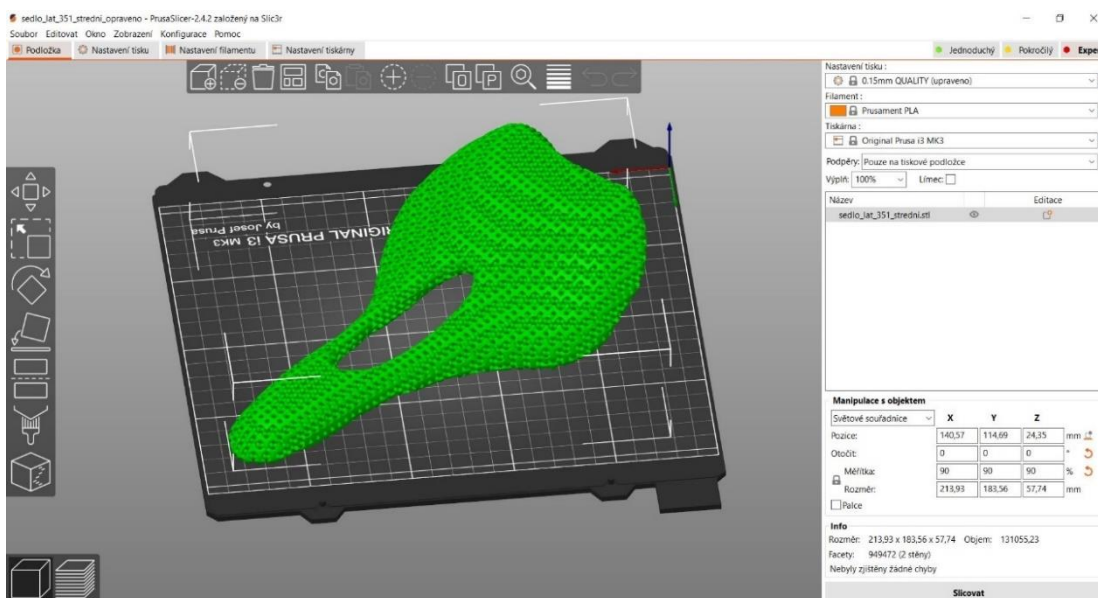 sedlo_lat_351_stredni_opraveno - PrusaSlicer-2.4.2 založený na Slic3r
Soubor Editovat Okno Zobrazení Konfigurace Pomoc
Podložka Nastavení tisku Nastavení filamentu Nastavení tiskárny Jednoduchý Pokročilý Expe
Nastavení tisku :
0.15mm QUALITY (upraveno)
Filament :
Prusament PLA
Tiskárna :
Original Prusa i3 MK3
Podpěry: Pouze na tiskové podložce
Výplň: 100% Límec:
Název Editace
sedlo_lat_351_stredni.stl
RIGINAL PRUSA i3 MK3
by Josef Prusa
Manipulace s objektem
Světové souřadnice X Y Z
Pozice: 140,57 114,69 24,35 mm
Otočit: 0 0 0 °
Měřítka: 90 90 90 %
Rozměr: 213,93 183,56 57,74 mm
Palce
Info
Rozměr: 213,93 x 183,56 x 57,74 Objem: 131055,23
Facety: 949472 (2 stěny)
Nebyly zjištěny žádné chyby
Slicovat